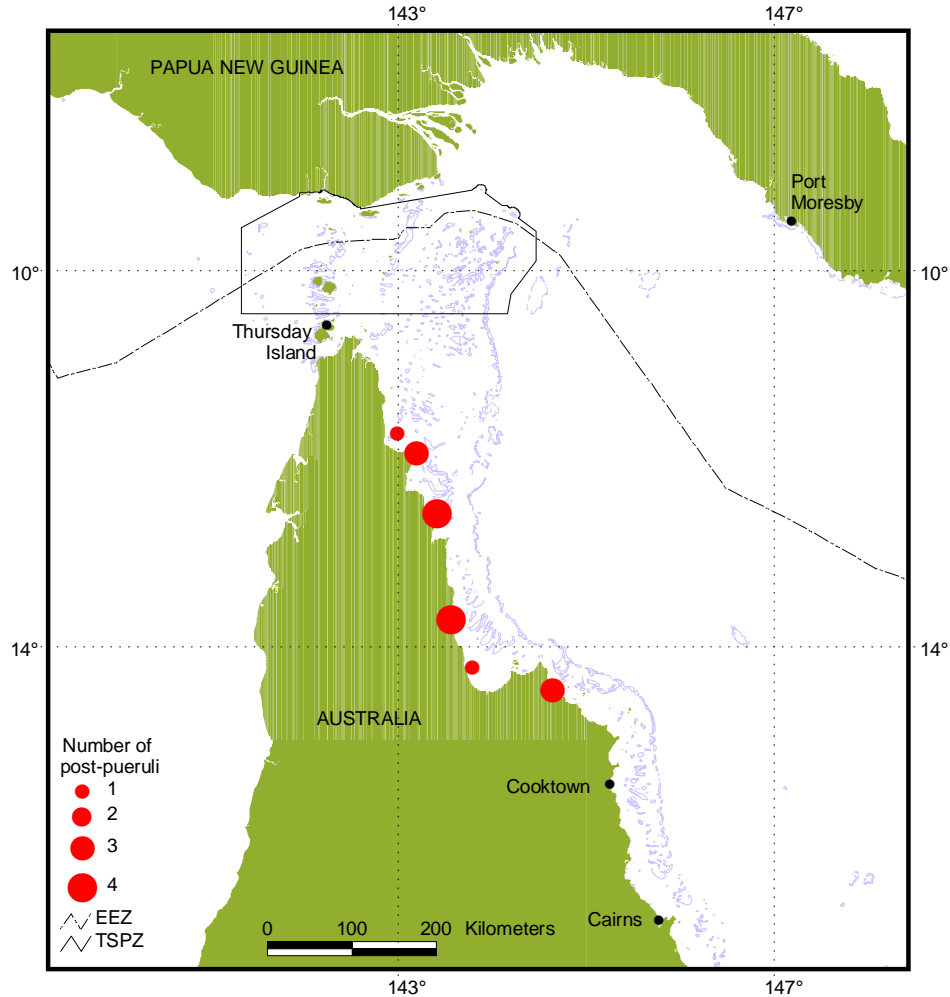 143°
147°
PAPUA NEW GUINEA
Port
Moresby
10°
10°
Thursday
Island
14°
14°
AUSTRALIA
Number of
post-pueruli
1
2
3
4
EEZ
TSPZ
Cooktown
Cairns
0 100 200 Kilometers
143°
147°